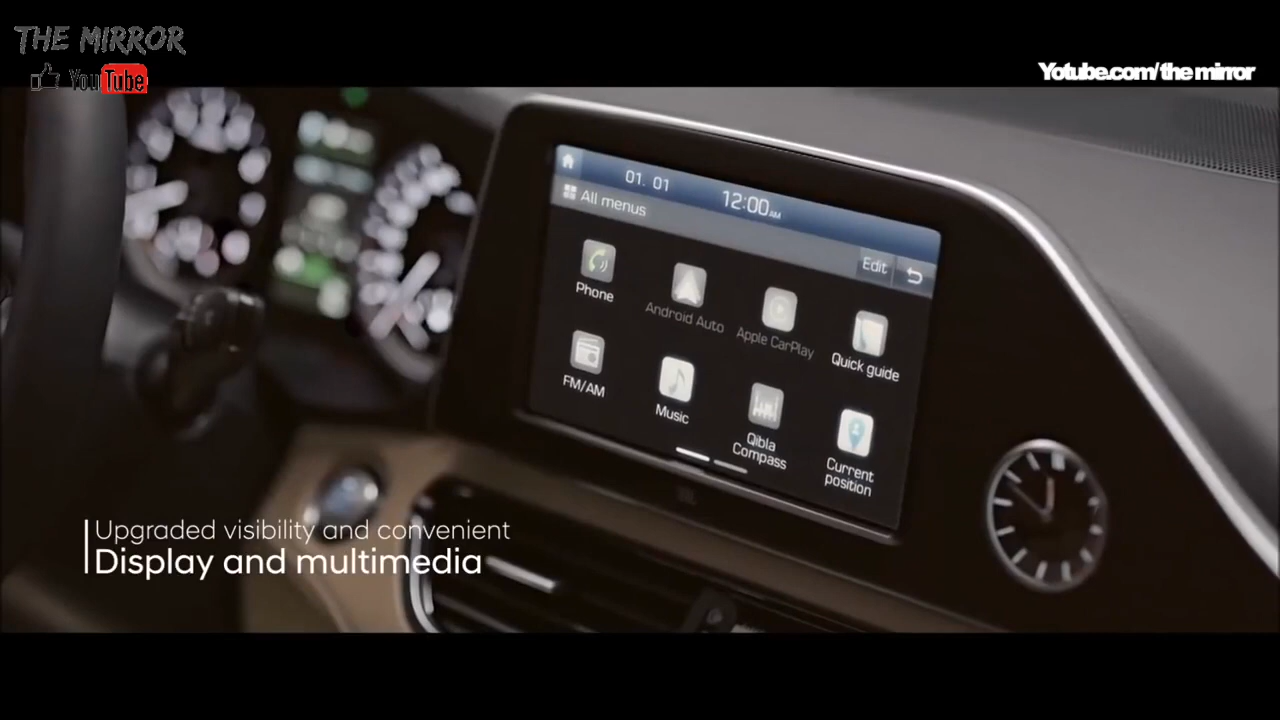 THE MIRROR
YouTube
Yotube.com/the mirror
01. 01
12:00AM
All menus
Edit
Phone
Android Auto
Apple CarPlay
Quick guide
FM/AM
Music
Qibla
Compass
Current
position
Upgraded visibility and convenient
Display and multimedia